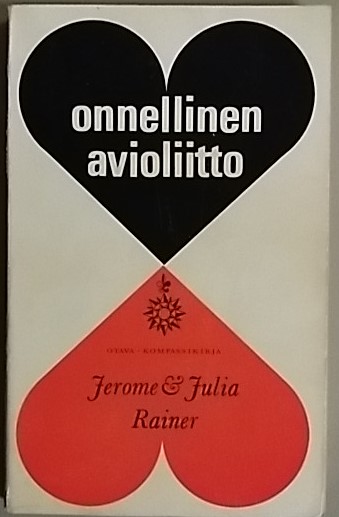 onnellinen
avioliitto
OTAVA - KOMPASSIKIRJA
Jerome & Julia
Rainer